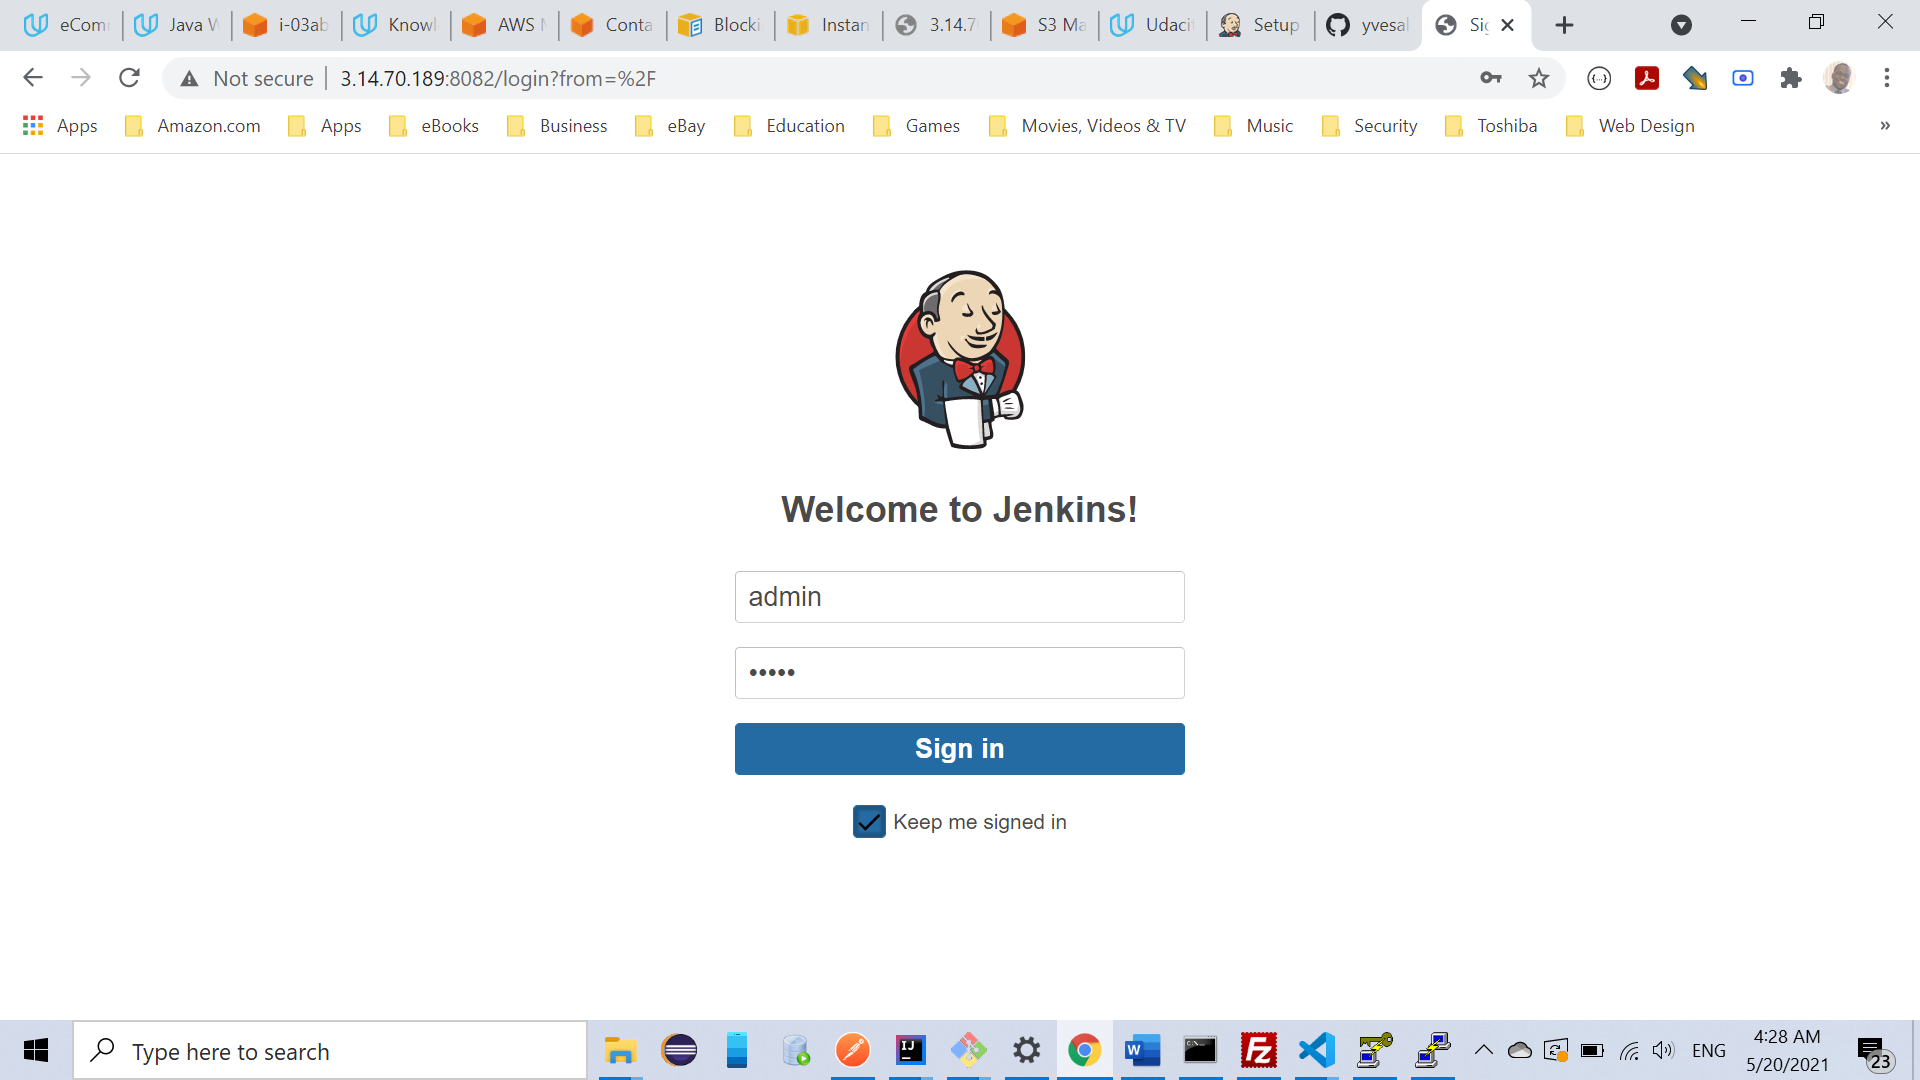 eComm Java W i-03ab Knowl AWS M Conta Blocki Instan 3.14.7 S3 Ma Udacit Setup yvesal Sig
Not secure 3.14.70.189:8082/login?from=%2F
Apps Amazon.com Apps eBooks Business eBay Education Games Movies, Videos & TV Music Security Toshiba Web Design »
Welcome to Jenkins!
admin
•••••
Sign in
Keep me signed in
Type here to search
ENG
4:28 AM
5/20/2021
23